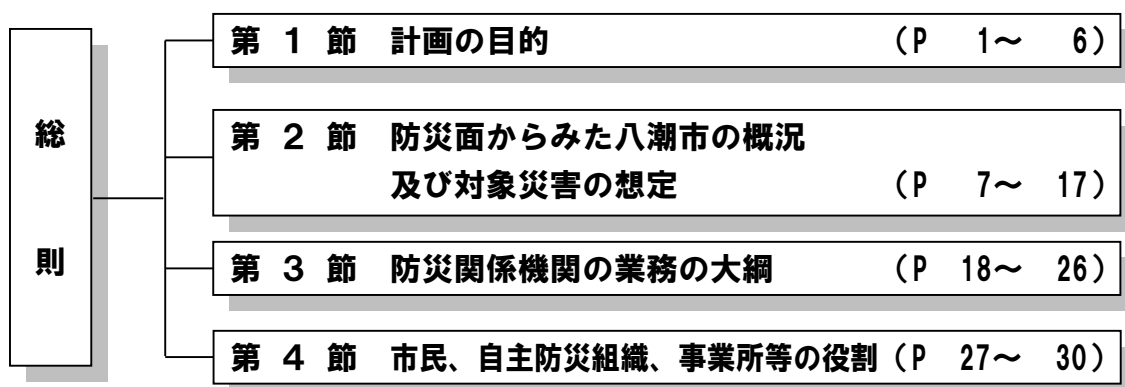 総則
第１節　計画の目的　（P　1～　6）
第２節　防災面からみた八潮市の概況
及び対象災害の想定　（P　7～　17）
第３節　防災関係機関の業務の大綱　（P　18～　26）
第４節　市民、自主防災組織、事業所等の役割（P　27～　30）